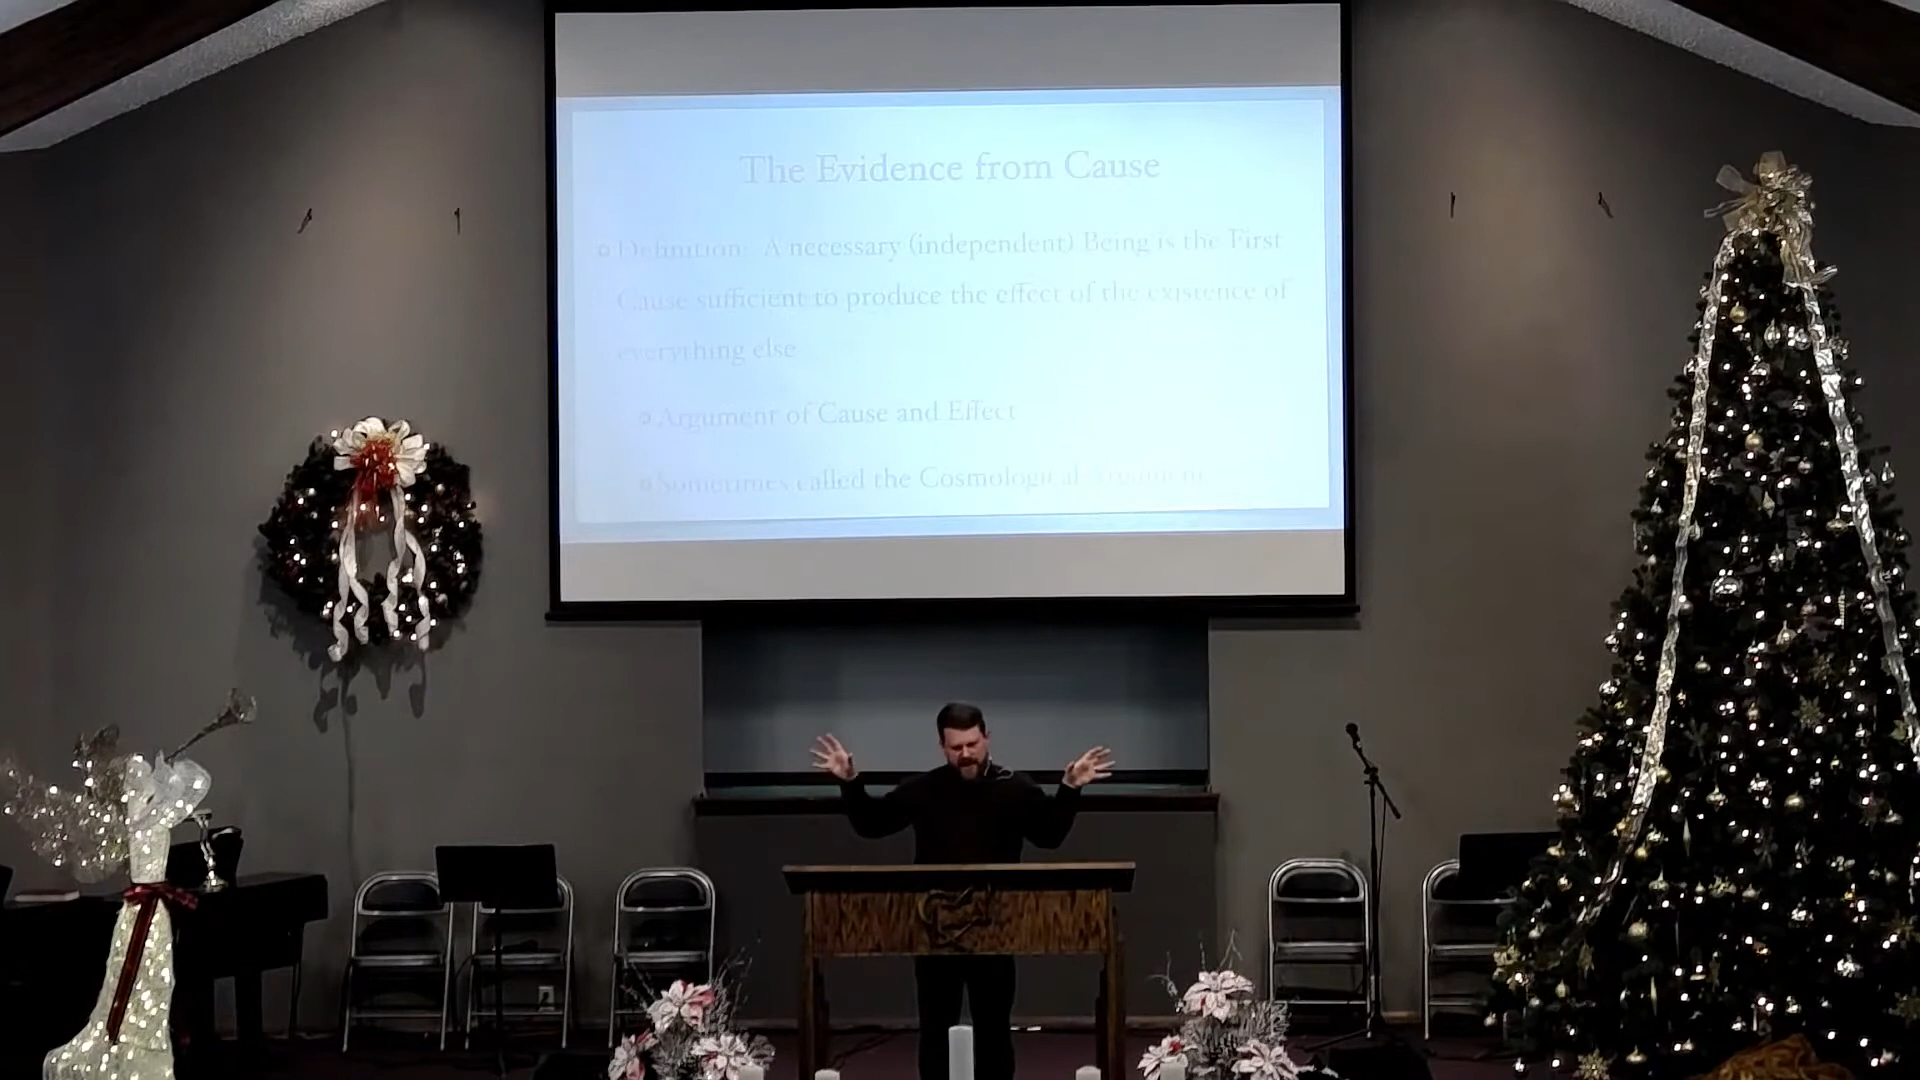 The Evidence from Cause
Definition: A necessary (independent) Being is the First
Cause sufficient to produce the effect of the existence of
everything else
Argument of Cause and Effect
Sometimes called the Cosmological Argument